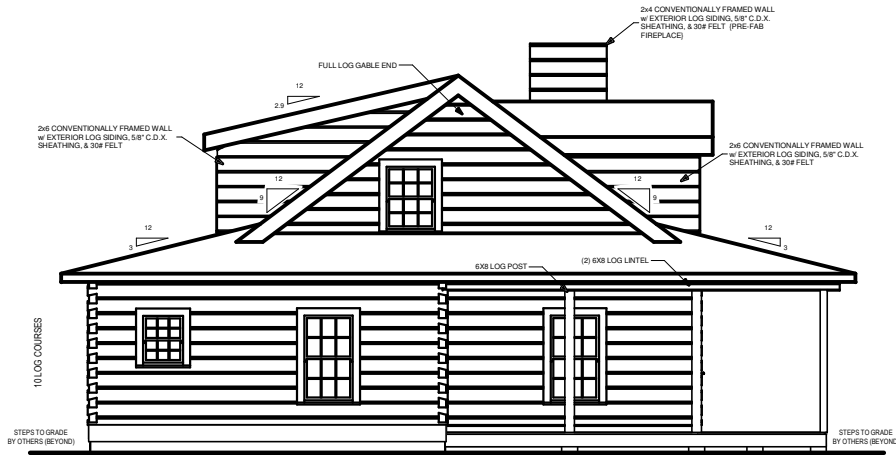 2x4 CONVENTIONALLY FRAMED WALL
w/ EXTERIOR LOG SIDING, 5/8" C.D.X.
SHEATHING, & 30# FELT (PRE-FAB
FIREPLACE)
FULL LOG GABLE END
12
2.9
2x6 CONVENTIONALLY FRAMED WALL
w/ EXTERIOR LOG SIDING, 5/8" C.D.X.
SHEATHING, & 30# FELT
2x6 CONVENTIONALLY FRAMED WALL
w/ EXTERIOR LOG SIDING, 5/8" C.D.X.
SHEATHING, & 30# FELT
12
9
12
9
12
3
12
3
6X8 LOG POST
(2) 6X8 LOG LINTEL
10 LOG COURSES
STEPS TO GRADE
BY OTHERS (BEYOND)
STEPS TO GRADE
BY OTHERS (BEYOND